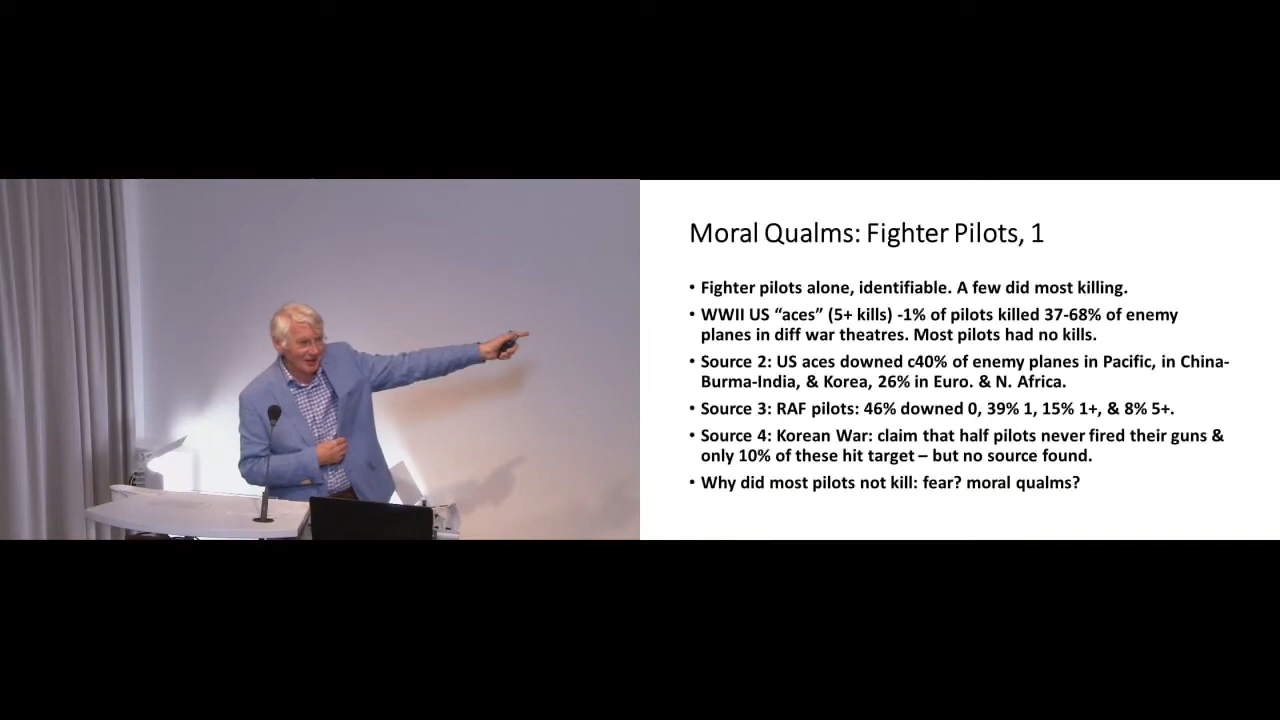 Moral Qualms: Fighter Pilots, 1
• Fighter pilots alone, identifiable. A few did most killing.
• WWII US “aces” (5+ kills) -1% of pilots killed 37-68% of enemy
planes in diff war theatres. Most pilots had no kills.
• Source 2: US aces downed c40% of enemy planes in Pacific, in China-
Burma-India, & Korea, 26% in Euro. & N. Africa.
• Source 3: RAF pilots: 46% downed 0, 39% 1, 15% 1+, & 8% 5+.
• Source 4: Korean War: claim that half pilots never fired their guns &
only 10% of these hit target – but no source found.
• Why did most pilots not kill: fear? moral qualms?